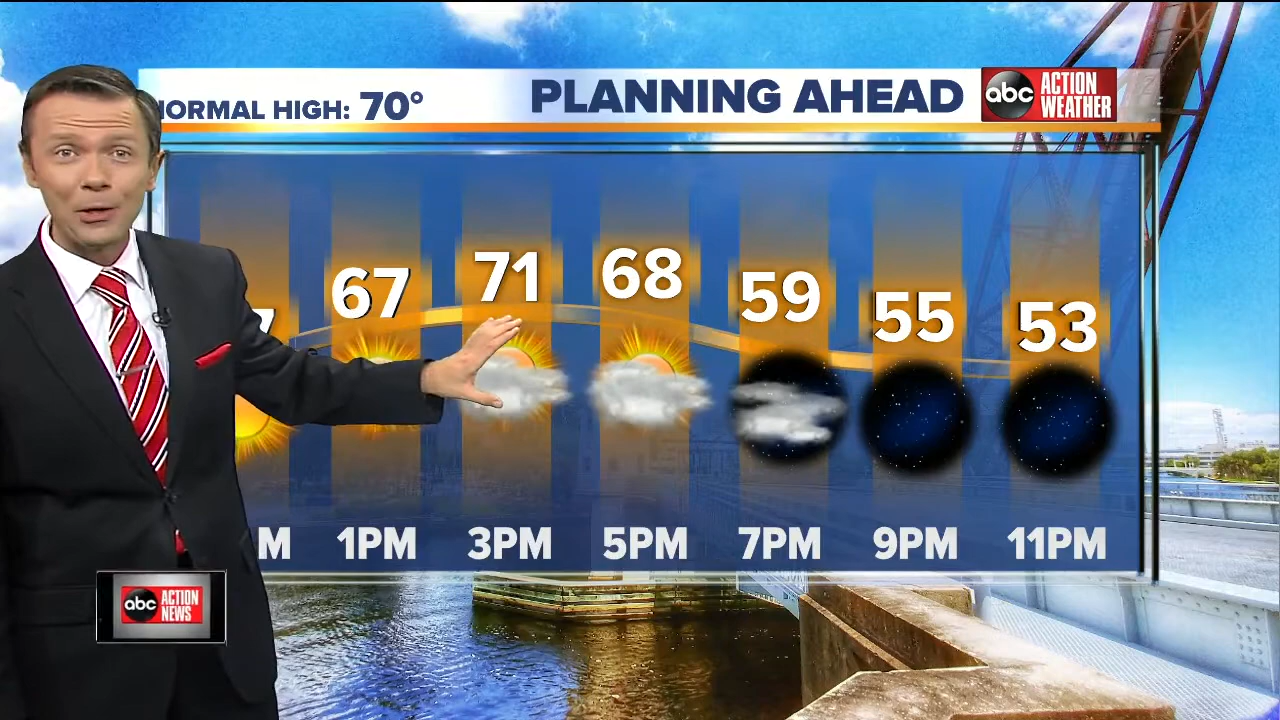 NORMAL HIGH: 70°
PLANNING AHEAD
abc ACTION
WEATHER
67 71 68 59 55 53
1PM 3PM 5PM 7PM 9PM 11PM
abc ACTION
NEWS